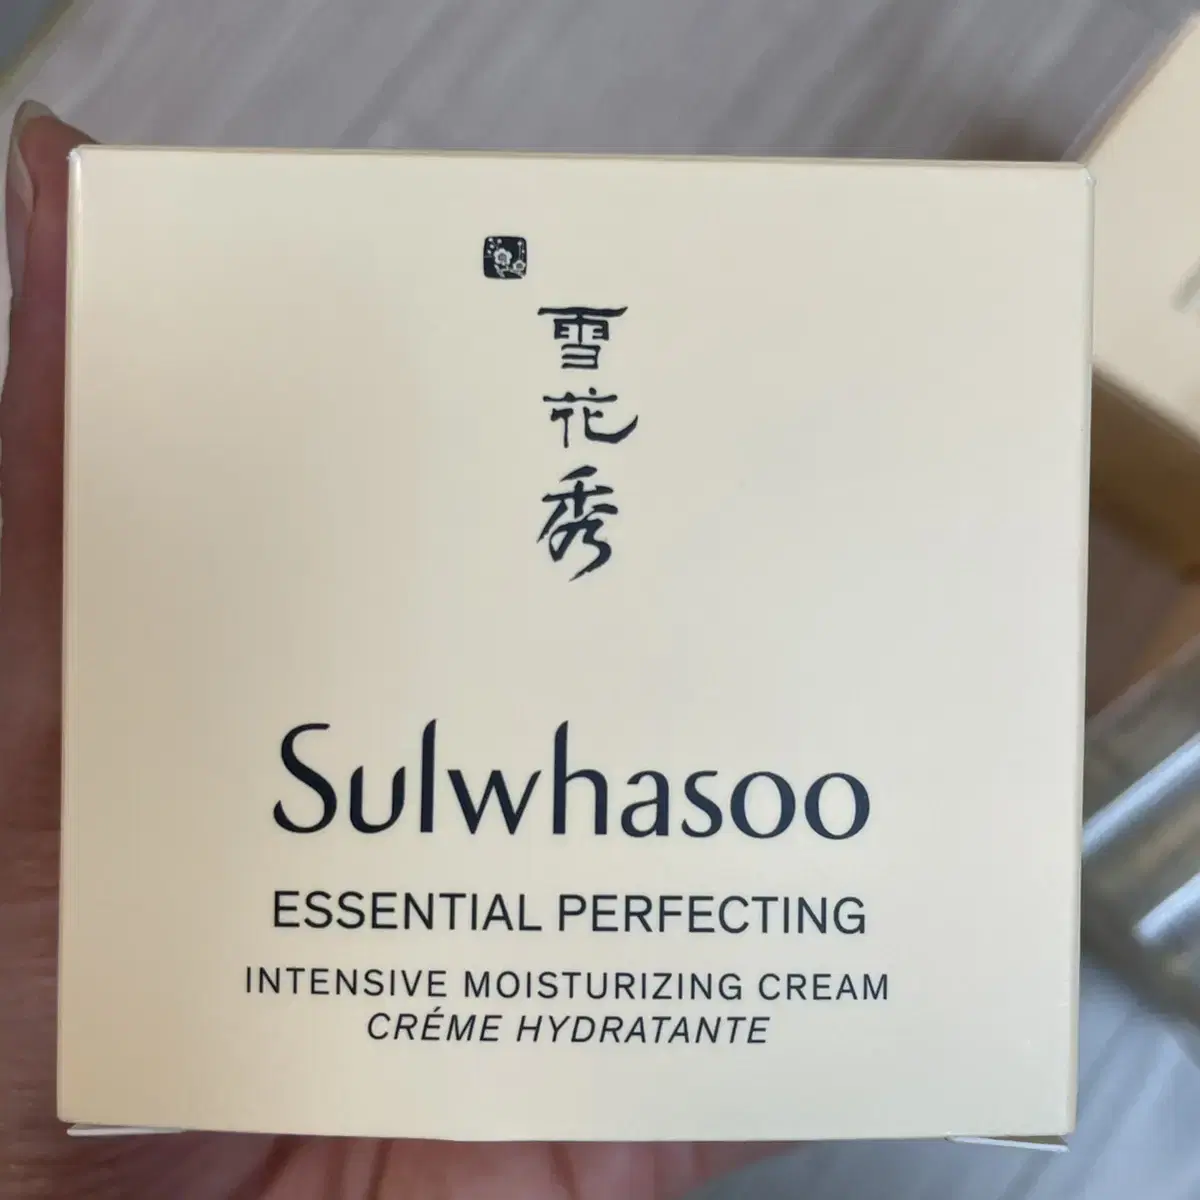 雪花秀
Sulwhasoo
ESSENTIAL PERFECTING
INTENSIVE MOISTURIZING CREAM
CRÉME HYDRATANTE